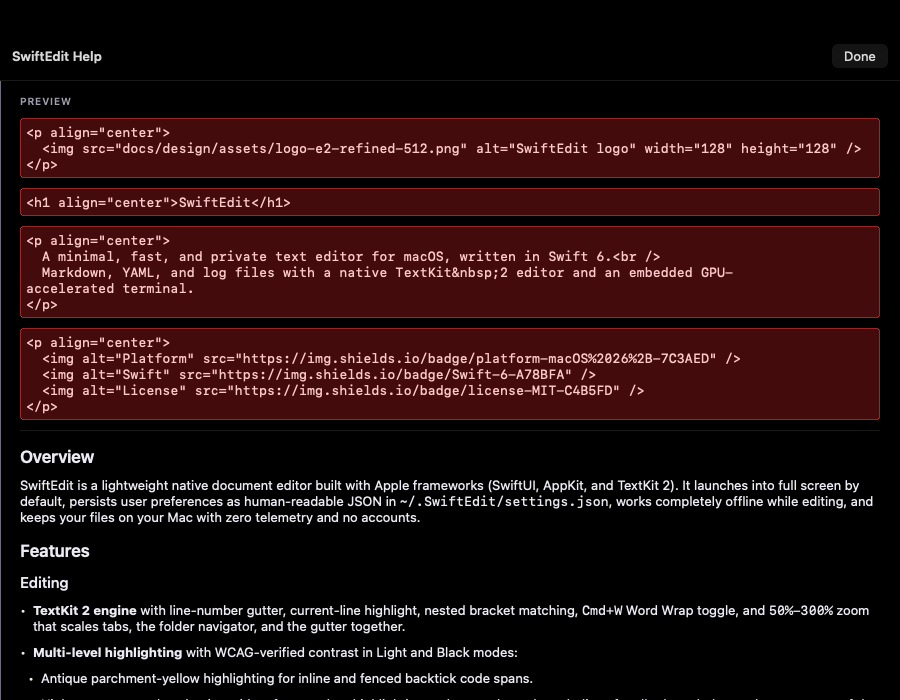 SwiftEdit Help
Done
PREVIEW
<p align="center">
  <img src="docs/design/assets/logo-e2-refined-512.png" alt="SwiftEdit logo" width="128" height="128" />
</p>
<h1 align="center">SwiftEdit</h1>
<p align="center">
  A minimal, fast, and private text editor for macOS, written in Swift 6.<br />
  Markdown, YAML, and log files with a native TextKit&nbsp;2 editor and an embedded GPU-
accelerated terminal.
</p>
<p align="center">
  <img alt="Platform" src="https://img.shields.io/badge/platform-macOS%2026%2B-7C3AED" />
  <img alt="Swift" src="https://img.shields.io/badge/Swift-6-A78BFA" />
  <img alt="License" src="https://img.shields.io/badge/license-MIT-C4B5FD" />
</p>
Overview
SwiftEdit is a lightweight native document editor built with Apple frameworks (SwiftUI, AppKit, and TextKit 2). It launches into full screen by
default, persists user preferences as human-readable JSON in ~/.SwiftEdit/settings.json, works completely offline while editing, and
keeps your files on your Mac with zero telemetry and no accounts.
Features
Editing
• TextKit 2 engine with line-number gutter, current-line highlight, nested bracket matching, Cmd+W Word Wrap toggle, and 50%–300% zoom
that scales tabs, the folder navigator, and the gutter together.
• Multi-level highlighting with WCAG-verified contrast in Light and Black modes:
• Antique parchment-yellow highlighting for inline and fenced backtick code spans.